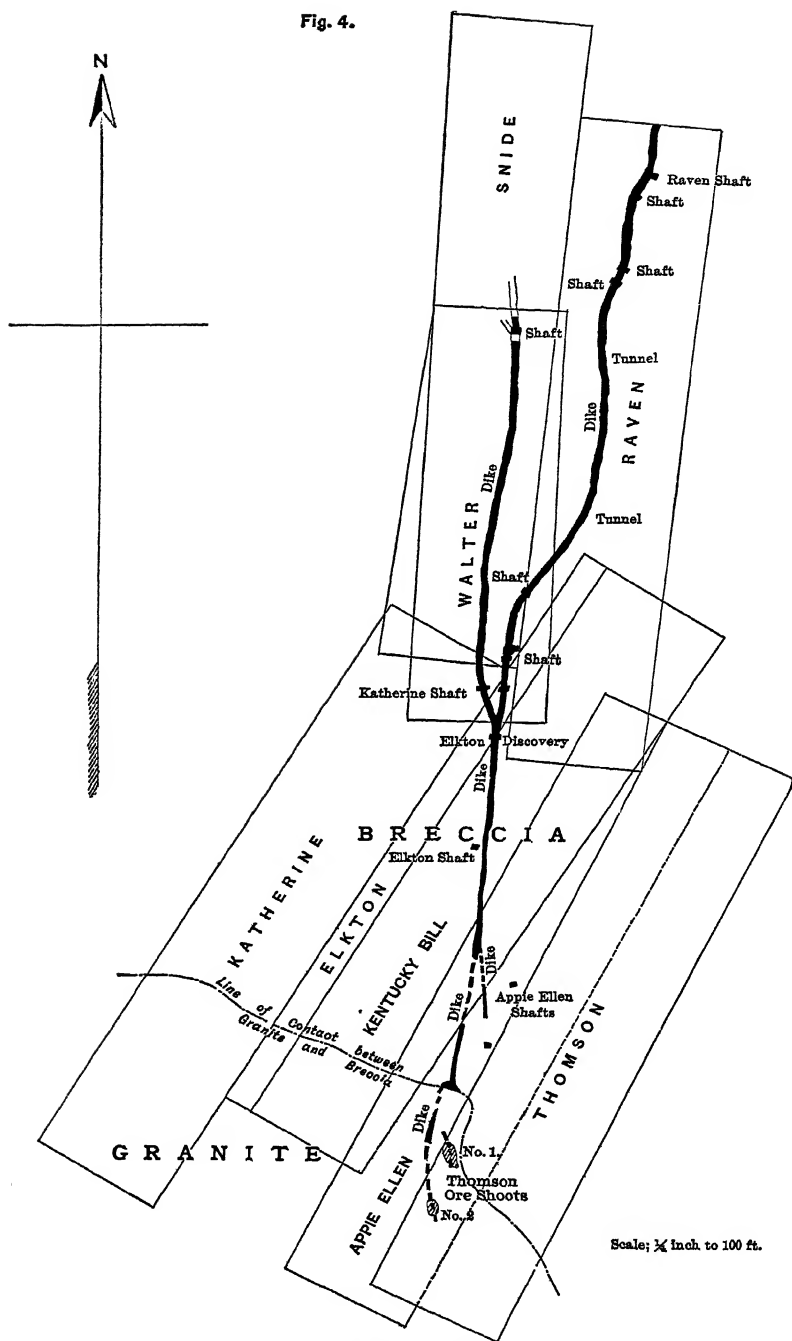 Fig. 4.
N
SNIDE
Raven Shaft
Shaft
Shaft
Shaft
Shaft
Tunnel
Dike
RAVEN
Dike
Tunnel
WALTER
Shaft
Shaft
Katherine Shaft
Elkton Discovery
Dike
BRECCIA
Elkton Shaft
KATHERINE
ELKTON
KENTUCKY BILL
Dike
Dike
Appie Ellen
Shafts
Line of Contact between
Granite and Breccia
THOMSON
Dike
GRANITE
No. 1.
Thomson
Ore Shoots
APPIE ELLEN
No. 2
Scale; ¼ inch to 100 ft.